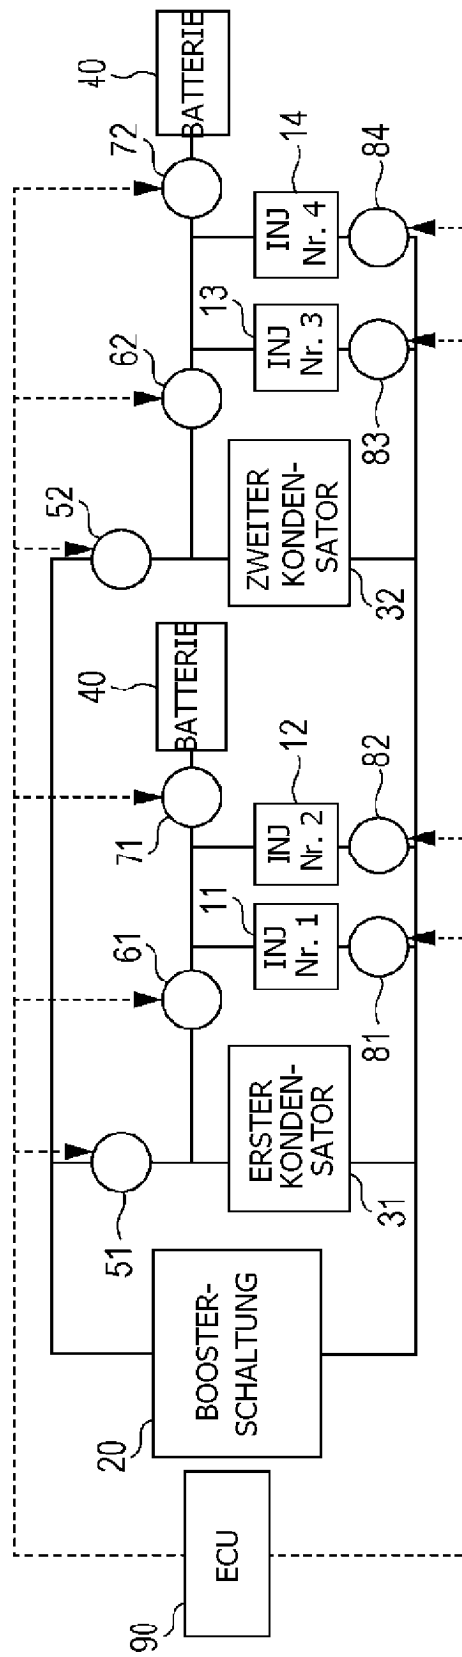 90
ECU
20
BOOSTER-
SCHALTUNG
51
31
ERSTER
KONDEN-
SATOR
61
11
INJ
Nr. 1
81
71
12
INJ
Nr. 2
82
40
BATTERIE
52
32
ZWEITER
KONDEN-
SATOR
62
13
INJ
Nr. 3
83
72
14
INJ
Nr. 4
84
40
BATTERIE